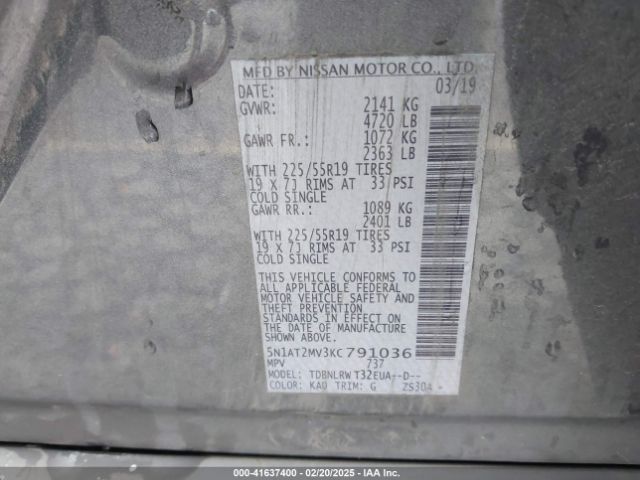 MFD BY NISSAN MOTOR CO., LTD.
DATE: 03/19
GVWR: 2141 KG
4720 LB
GAWR FR.: 1072 KG
2363 LB
WITH 225/55R19 TIRES
19 X 7J RIMS AT 33 PSI
COLD SINGLE
GAWR RR.: 1089 KG
2401 LB
WITH 225/55R19 TIRES
19 X 7J RIMS AT 33 PSI
COLD SINGLE
THIS VEHICLE CONFORMS TO
ALL APPLICABLE FEDERAL
MOTOR VEHICLE SAFETY AND
THEFT PREVENTION
STANDARDS IN EFFECT ON
THE DATE OF MANUFACTURE
SHOWN ABOVE.
5N1AT2MV3KC791036
MPV 737
MODEL: TDBNLRW T32EUA--D--
COLOR: KAD TRIM: G ZS304 -
000-41637400 - 02/20/2025 - IAA Inc.